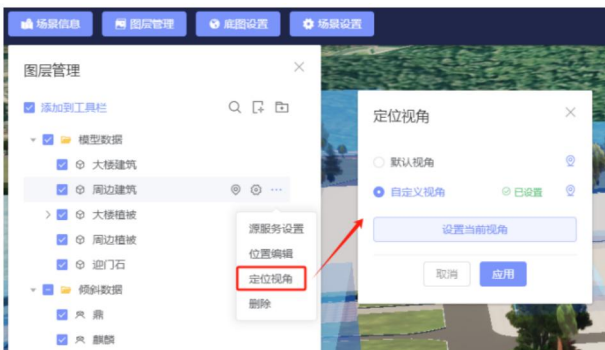 场景信息 图层管理 底图设置 场景设置
图层管理
添加到工具栏
模型数据
大楼建筑
周边建筑
大楼植被
周边植被
迎门石
倾斜数据
鼎
麒麟
源服务设置
位置编辑
定位视角
删除
定位视角
默认视角
自定义视角 已设置
设置当前视角
取消 应用